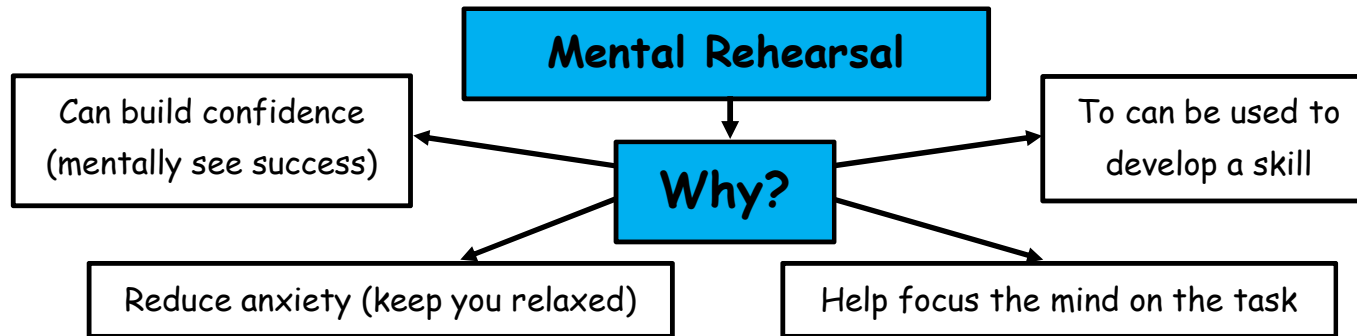 Mental Rehearsal
Can build confidence
(mentally see success)
To can be used to
develop a skill
Why?
Reduce anxiety (keep you relaxed)
Help focus the mind on the task